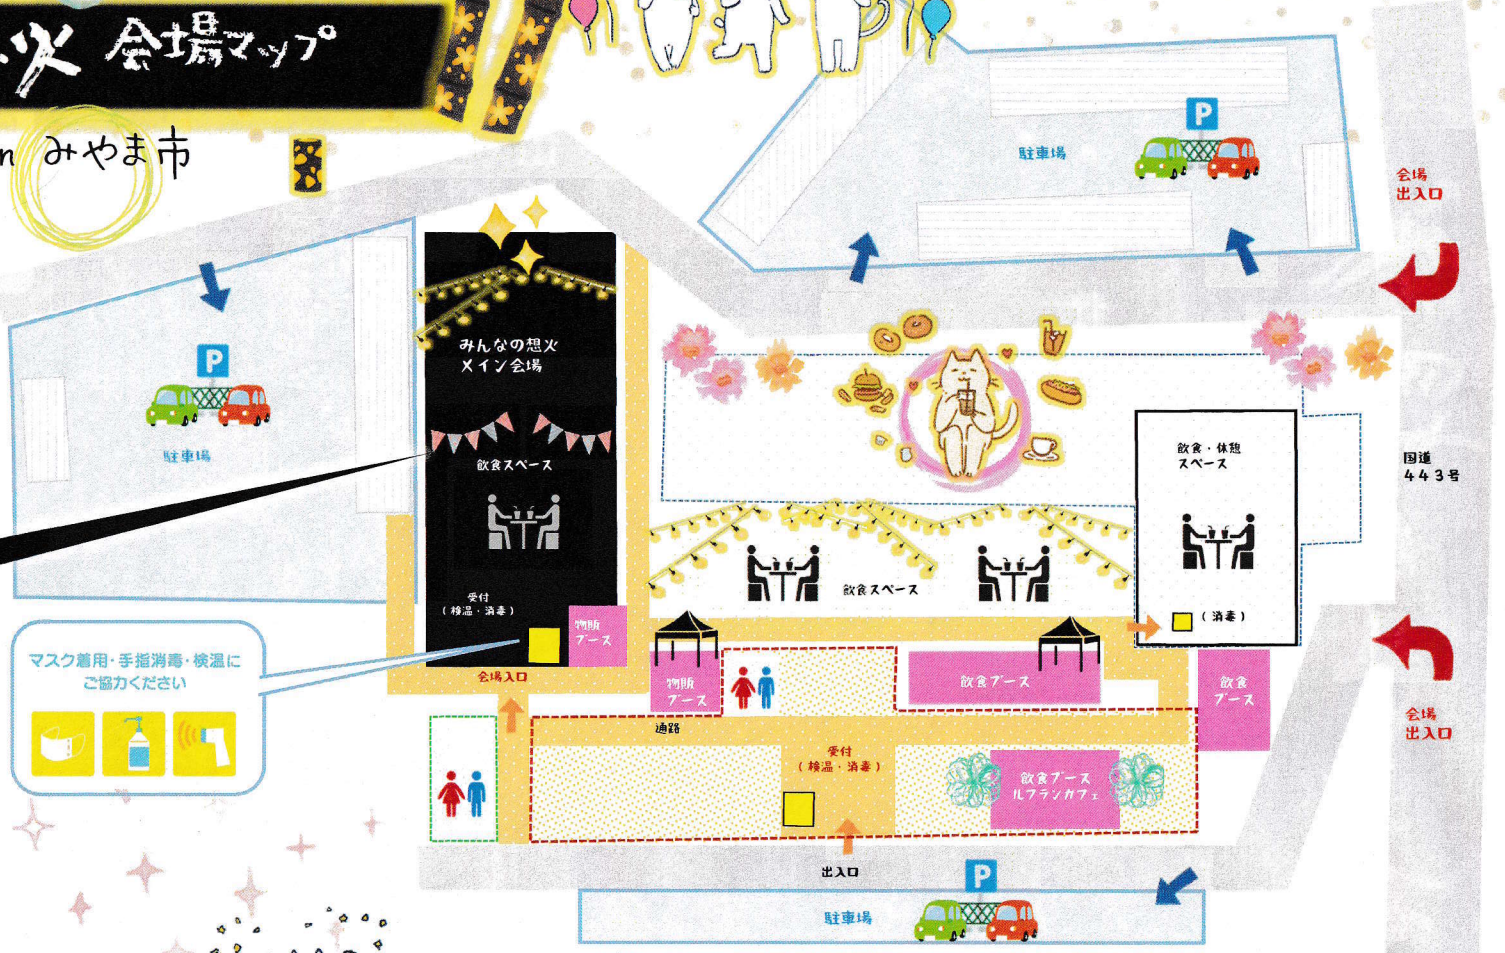 火 会場マップ
みやま市
P
駐車場
会場
出入口
みんなの想火
メイン会場
P
駐車場
飲食スペース
飲食・休憩
スペース
国道
443号
飲食スペース
受付
(検温・消毒)
物販
ブース
(消毒)
マスク着用・手指消毒・検温に
ご協力ください
会場入口
物販
ブース
飲食ブース
飲食
ブース
通路
受付
(検温・消毒)
会場
出入口
飲食ブース
ルフランカフェ
出入口
P
駐車場